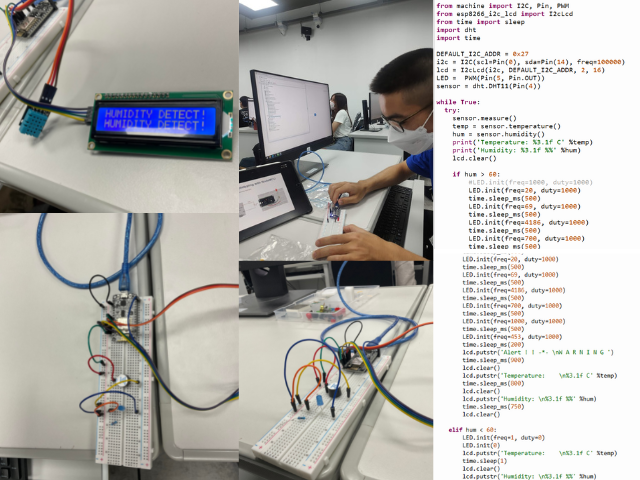 HUMIDITY DETECT!
HUMIDITY DETECT!
from machine import I2C, Pin, PWM
from esp8266_i2c_lcd import I2cLcd
from time import sleep
import dht
import time
DEFAULT_I2C_ADDR = 0x27
i2c = I2C(scl=Pin(0), sda=Pin(14), freq=100000)
lcd = I2cLcd(i2c, DEFAULT_I2C_ADDR, 2, 16)
LED = PWM(Pin(5, Pin.OUT))
sensor = dht.DHT11(Pin(4))
while True:
try:
sensor.measure()
temp = sensor.temperature()
hum = sensor.humidity()
print('Temperature: %3.1f C' %temp)
print('Humidity: %3.1f %%' %hum)
lcd.clear()
if hum > 60:
#LED.init(freq=1000, duty=1000)
LED.init(freq=20, duty=1000)
time.sleep_ms(500)
LED.init(freq=69, duty=1000)
time.sleep_ms(500)
LED.init(freq=4186, duty=1000)
time.sleep_ms(500)
LED.init(freq=700, duty=1000)
time.sleep_ms(500)
LED.init(freq=20, duty=1000)
time.sleep_ms(500)
LED.init(freq=69, duty=1000)
time.sleep_ms(500)
LED.init(freq=4186, duty=1000)
time.sleep_ms(500)
LED.init(freq=700, duty=1000)
time.sleep_ms(500)
LED.init(freq=1000, duty=1000)
time.sleep_ms(500)
LED.init(freq=453, duty=1000)
time.sleep_ms(200)
lcd.putstr('Alert ! ! -*- \nW A R N I N G ')
time.sleep_ms(900)
lcd.clear()
lcd.putstr('Temperature: \n%3.1f C' %temp)
time.sleep_ms(800)
lcd.clear()
lcd.putstr('Humidity: \n%3.1f %%' %hum)
time.sleep_ms(750)
lcd.clear()
elif hum < 60:
LED.init(freq=1, duty=0)
LED.init(0)
lcd.putstr('Temperature: \n%3.1f C' %temp)
time.sleep(1)
lcd.clear()
lcd.putstr('Humidity: \n%3.1f %%' %hum)